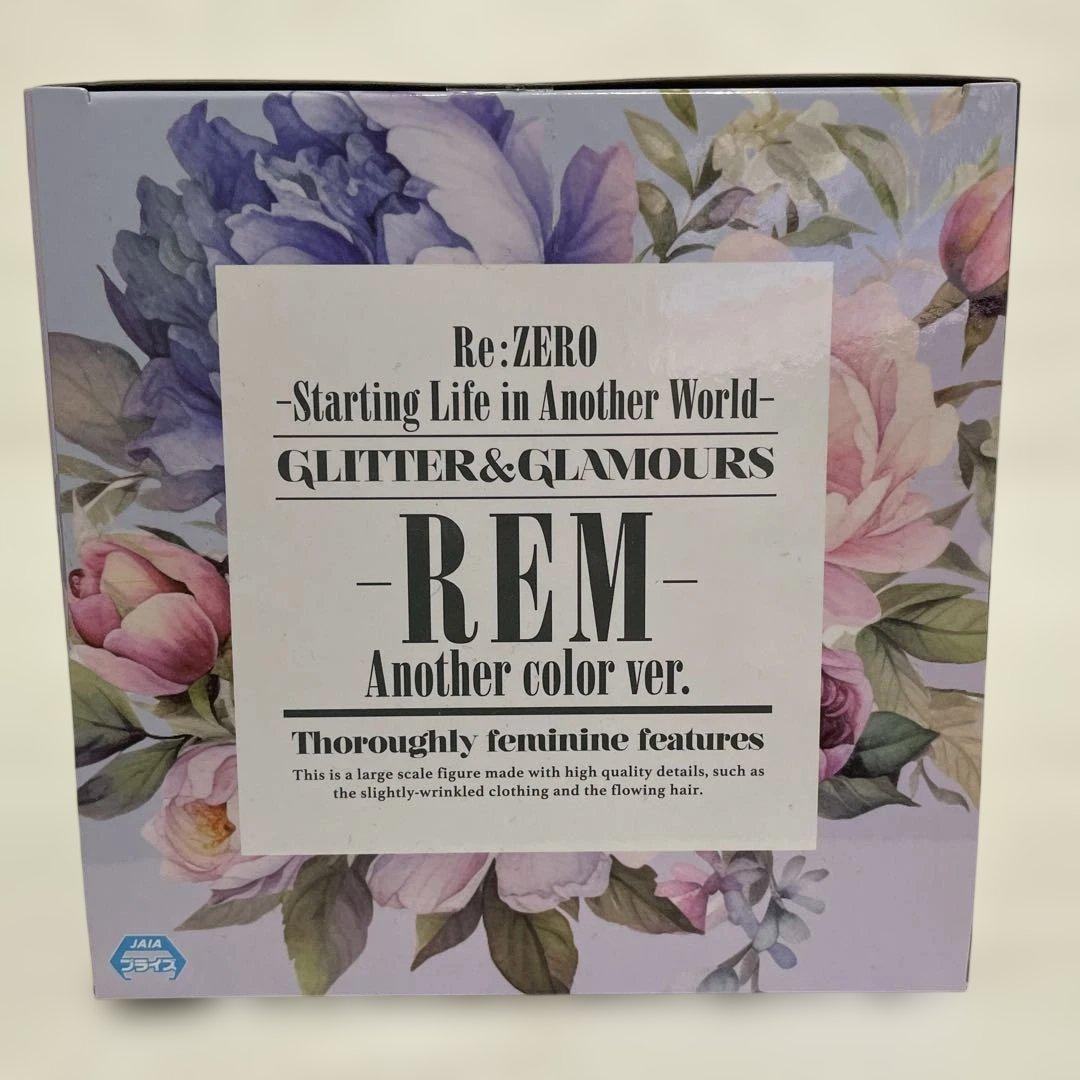 Re:ZERO
-Starting Life in Another World-
GLITTER&GLAMOURS
-REM-
Another color ver.
Thoroughly feminine features
This is a large scale figure made with high quality details, such as
the slightly-wrinkled clothing and the flowing hair.
JAIA
プライズ